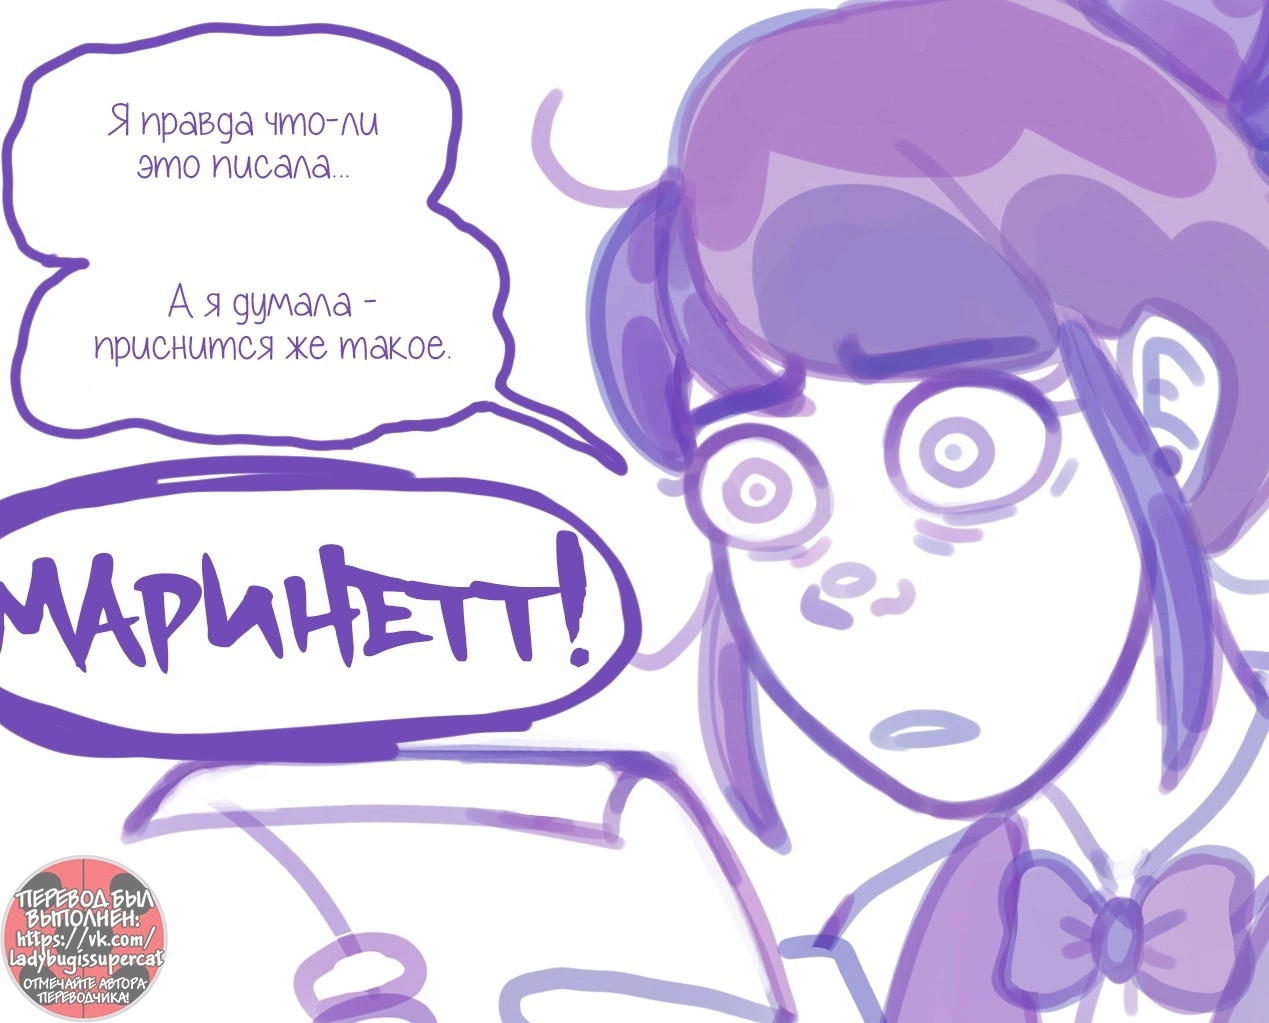 Я правда что-ли
это писала...
А я думала -
приснится же такое.
МАРИНЕТТ!
ПЕРЕВОД БЫЛ
ВЫПОЛНЕН:
https://vk.com/
ladybugissupercat
ОТМЕЧАЙТЕ АВТОРА
ПЕРЕВОДЧИКА!